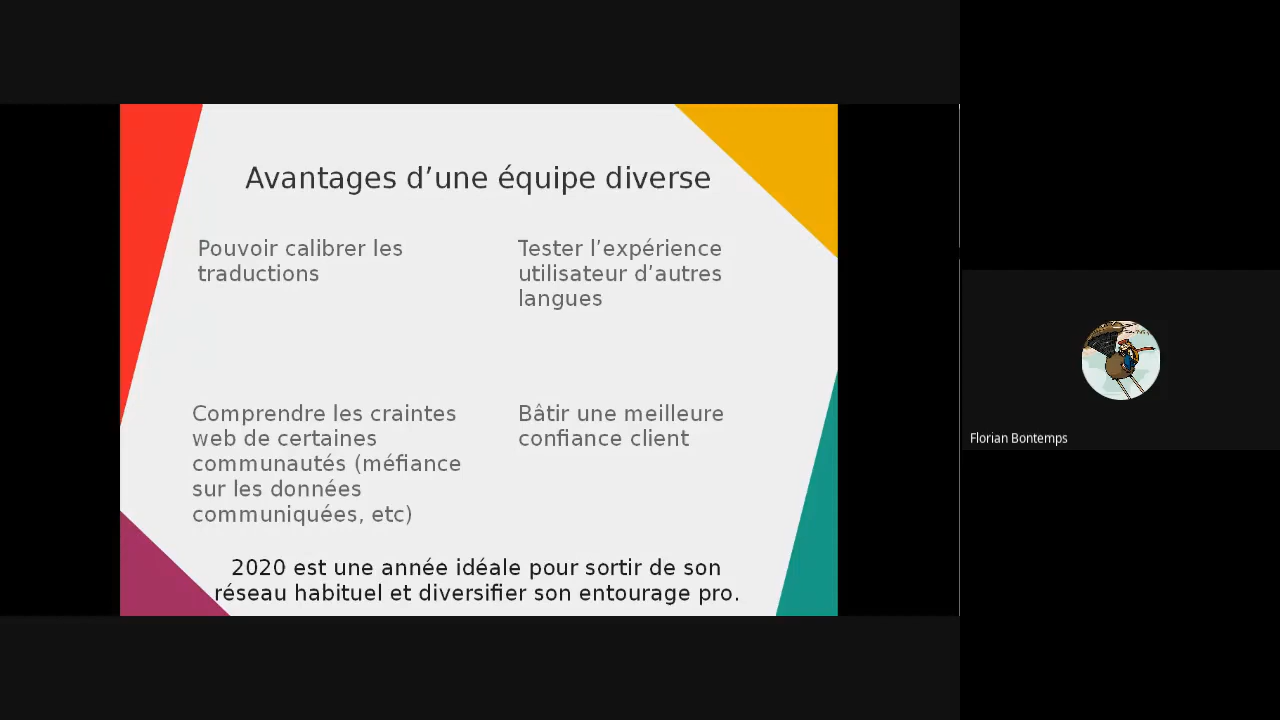 Avantages d’une équipe diverse
Pouvoir calibrer les
traductions
Tester l’expérience
utilisateur d’autres
langues
Comprendre les craintes
web de certaines
communautés (méfiance
sur les données
communiquées, etc)
Bâtir une meilleure
confiance client
2020 est une année idéale pour sortir de son
réseau habituel et diversifier son entourage pro.
Florian Bontemps